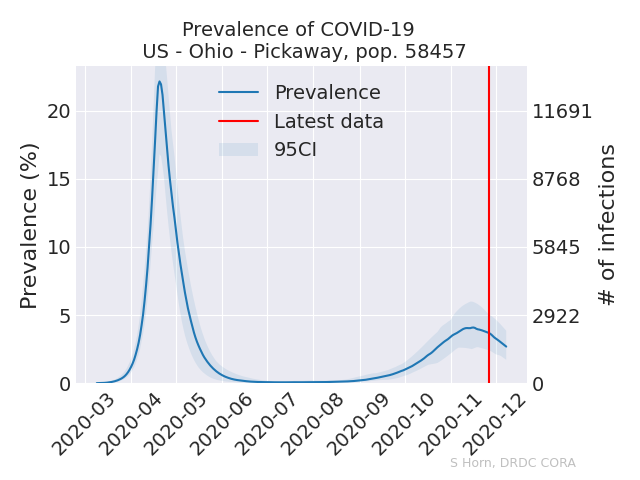 Prevalence of COVID-19
US - Ohio - Pickaway, pop. 58457
Prevalence
Latest data
95CI
Prevalence (%)
20
15
10
5
0
11691
8768
5845
2922
0
# of infections
2020-03
2020-04
2020-05
2020-06
2020-07
2020-08
2020-09
2020-10
2020-11
2020-12
S Horn, DRDC CORA